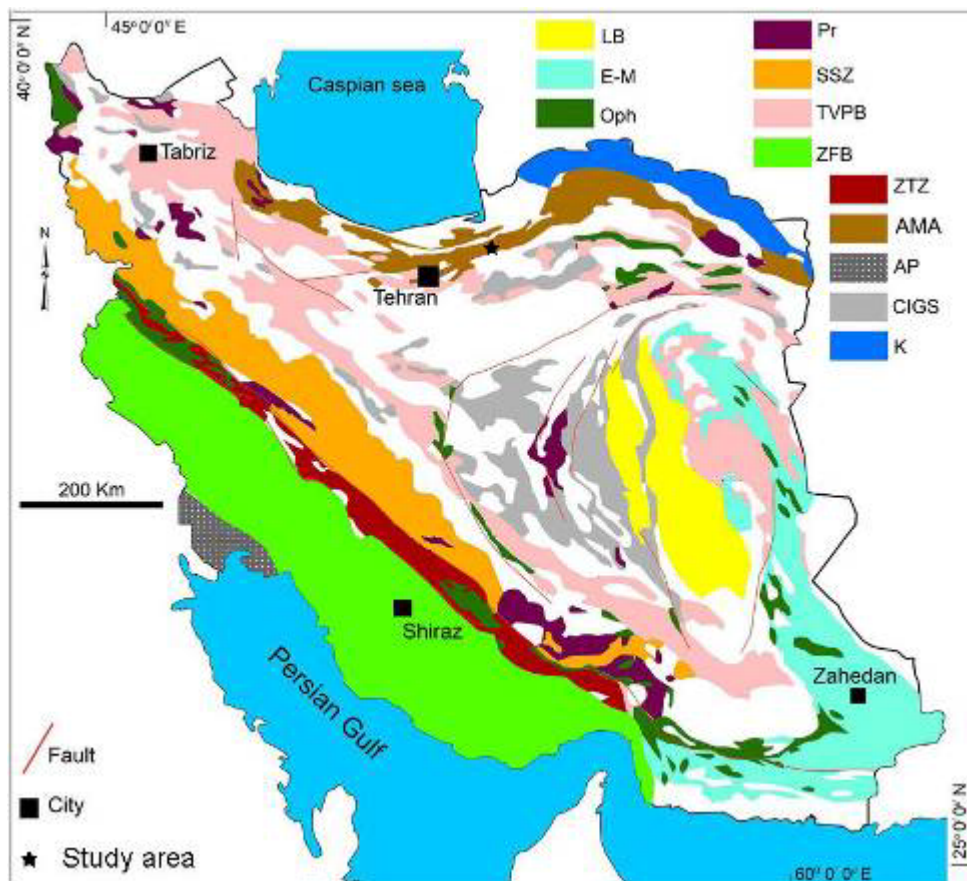 40°0'0"N
45°0'0"E
Caspian sea
LB
E-M
Oph
Pr
SSZ
TVPB
ZFB
ZTZ
AMA
AP
CIGS
K
Tabriz
N
Tehran
200 Km
Shiraz
Zahedan
Persian Gulf
Fault
City
Study area
25°0'0"N
60°0'0"E